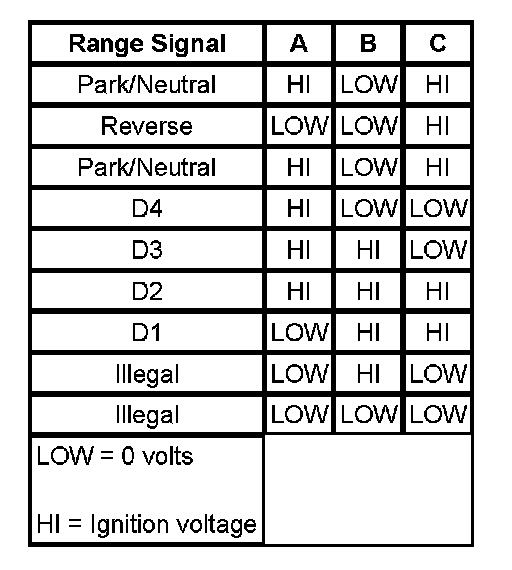 Range Signal A B C
Park/Neutral HI LOW HI
Reverse LOW LOW HI
Park/Neutral HI LOW HI
D4 HI LOW LOW
D3 HI HI LOW
D2 HI HI HI
D1 LOW HI HI
Illegal LOW HI LOW
Illegal LOW LOW LOW
LOW = 0 volts
HI = Ignition voltage